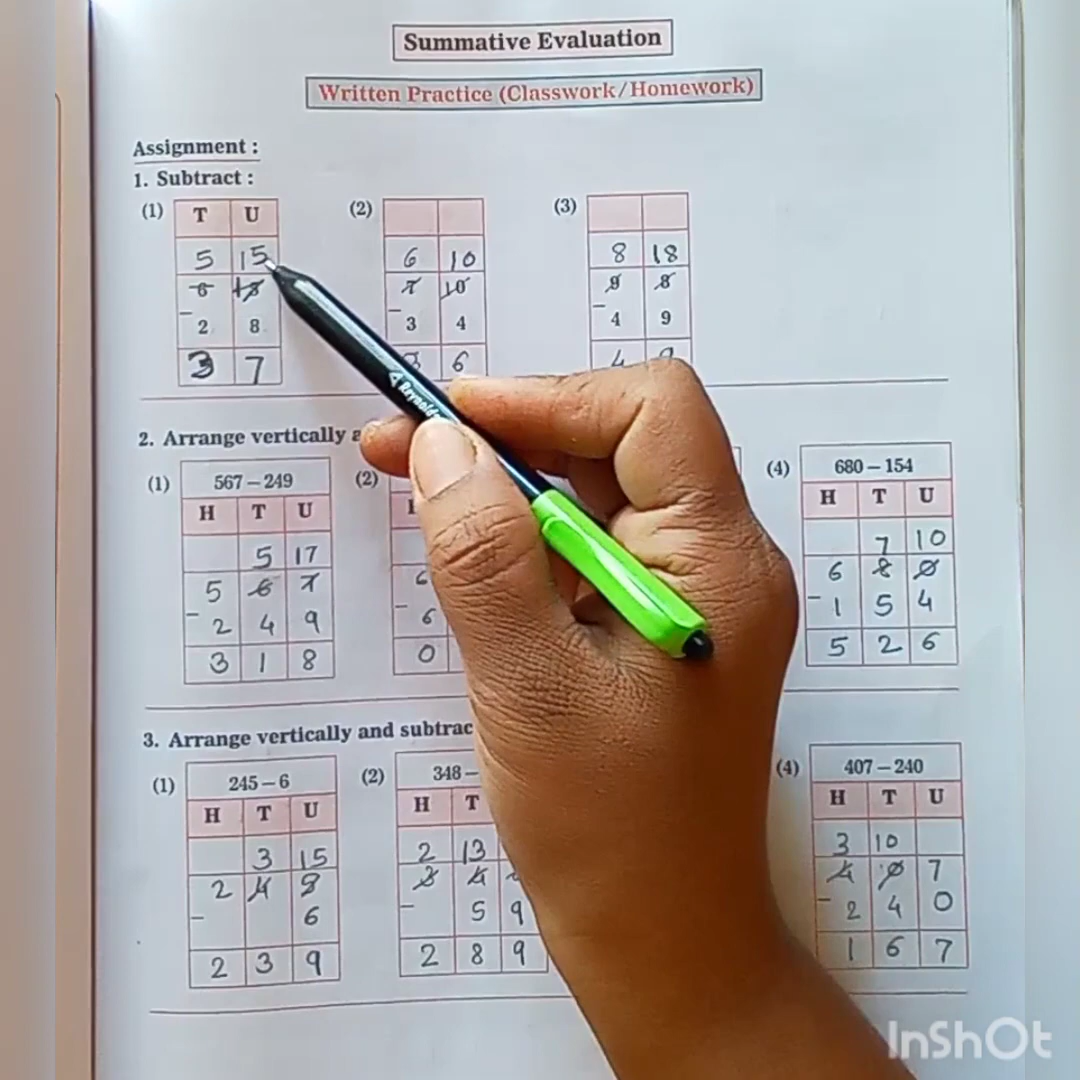 Summative Evaluation
Written Practice (Classwork/Homework)
Assignment :
1. Subtract :
(1) T U
5 15
6 15
- 2 8
3 7
(2)
6 10
7 10
- 3 4
6
(3)
8 18
9 8
- 4 9
4 9
2. Arrange vertically
(1) 567 – 249
H T U
5 17
5 6 7
- 2 4 9
3 1 8
(2)
6
- 6
0
(4) 680 – 154
H T U
7 10
6 8 0
- 1 5 4
5 2 6
3. Arrange vertically and subtrac
(1) 245 – 6
H T U
3 15
2 4 5
- 6
2 3 9
(2) 348 –
H T
2 13
3 4
- 5 9
2 8 9
(4) 407 – 240
H T U
3 10
4 0 7
- 2 4 0
1 6 7
Reynolds
InShOt